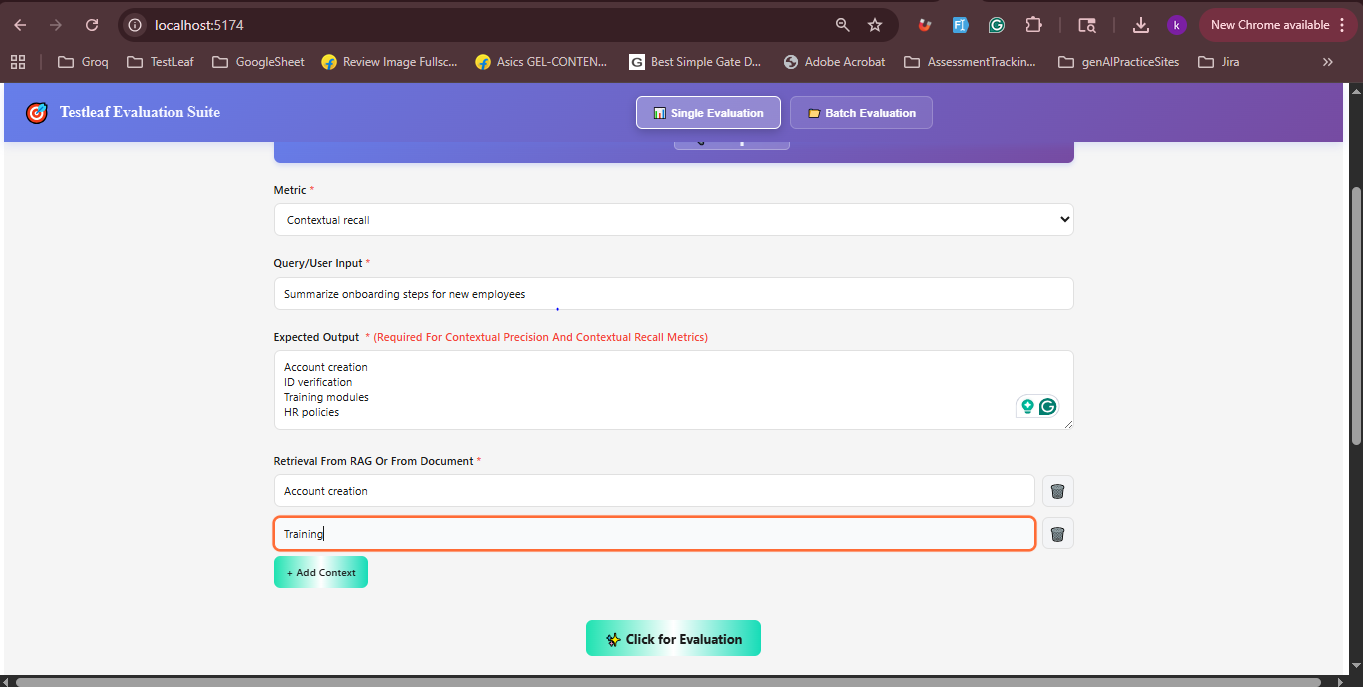 localhost:5174
New Chrome available
Groq
TestLeaf
GoogleSheet
Review Image Fullsc...
Asics GEL-CONTEN...
Best Simple Gate D...
Adobe Acrobat
AssessmentTrackin...
genAIPracticeSites
Jira
Testleaf Evaluation Suite
Single Evaluation
Batch Evaluation
Metric *
Contextual recall
Query/User Input *
Summarize onboarding steps for new employees
Expected Output * (Required For Contextual Precision And Contextual Recall Metrics)
Account creation
ID verification
Training modules
HR policies
Retrieval From RAG Or From Document *
Account creation
Training
+ Add Context
Click for Evaluation